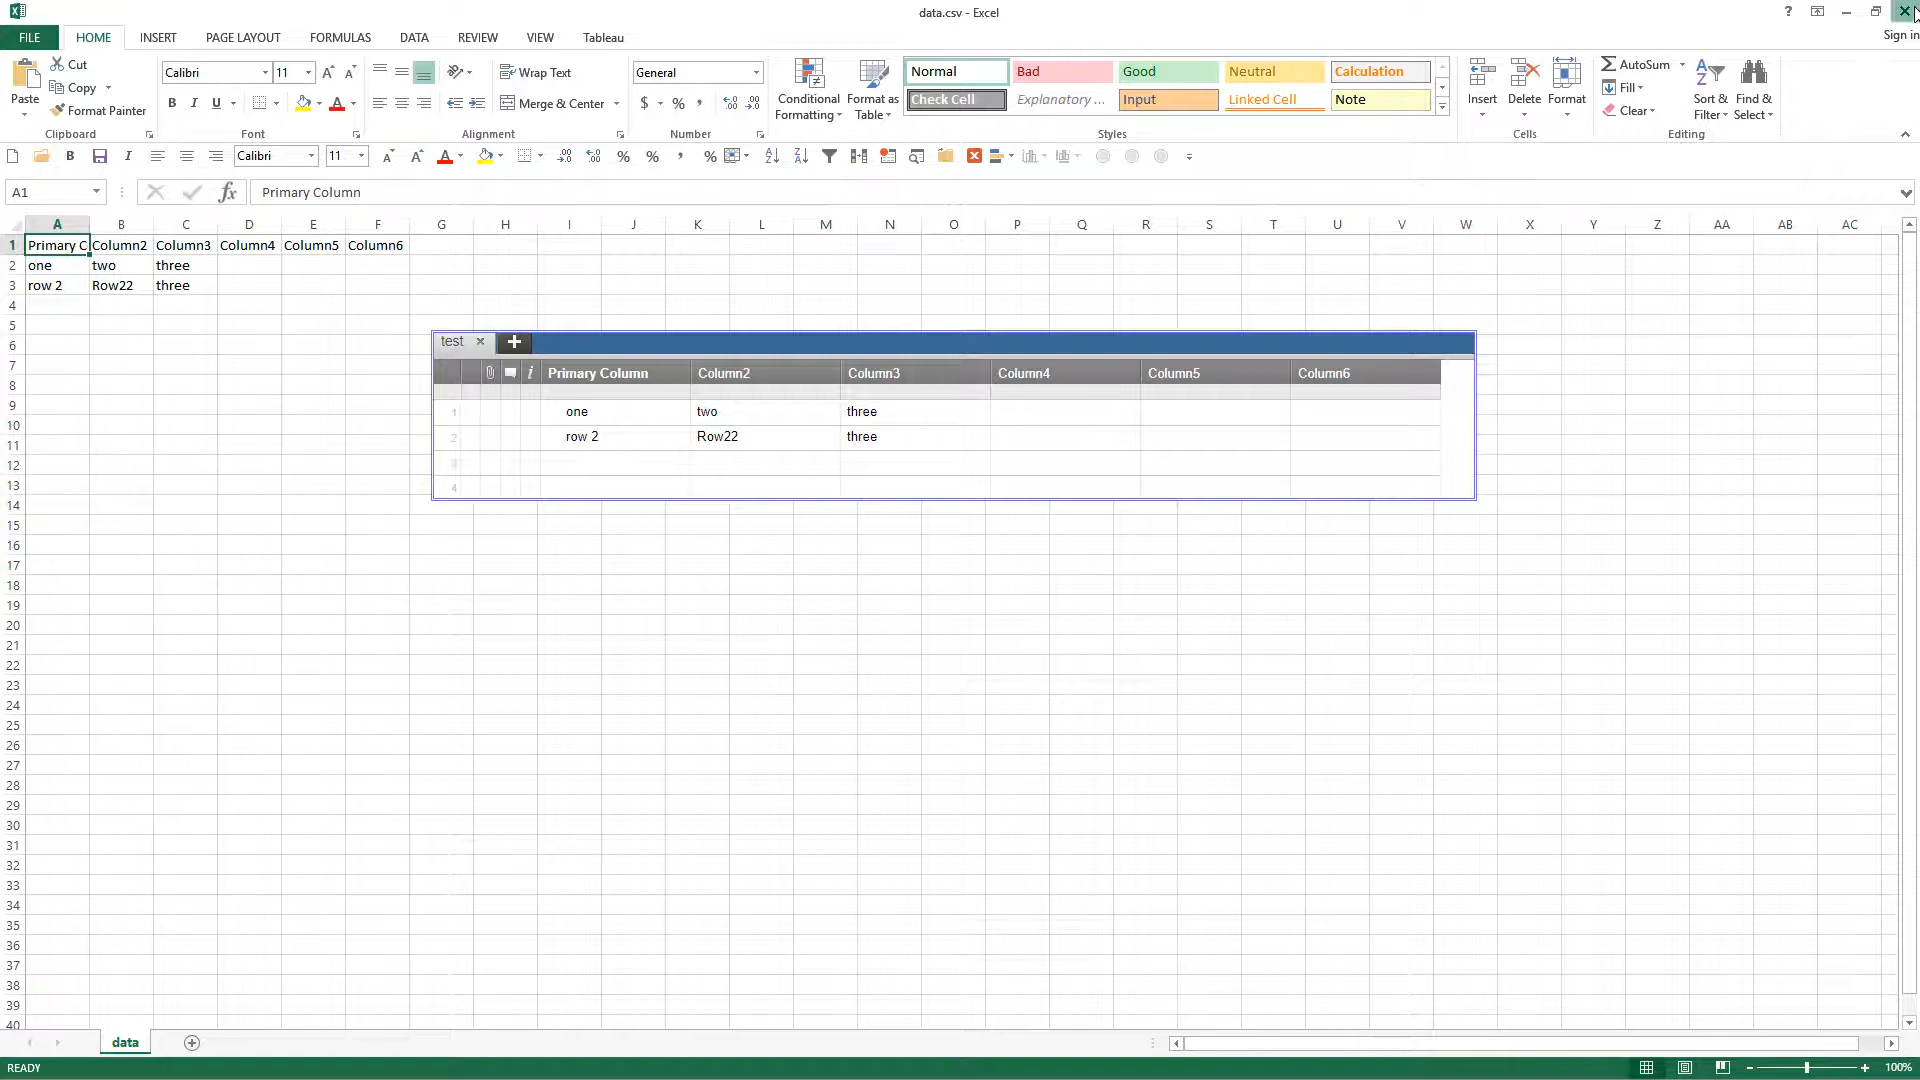 data.csv - Excel
?
Sign in
FILE HOME INSERT PAGE LAYOUT FORMULAS DATA REVIEW VIEW Tableau
Paste
Cut
Copy
Format Painter
Clipboard
Calibri 11
B I U
Font
Wrap Text
Merge & Center
Alignment
General
$ % ,
Number
Conditional Formatting
Format as Table
Normal Bad Good Neutral Calculation
Check Cell Explanatory ... Input Linked Cell Note
Styles
Insert Delete Format
Cells
AutoSum
Fill
Clear
Sort & Filter
Find & Select
Editing
B I Calibri 11
A1 fx Primary Column
A B C D E F G H I J K L M N O P Q R S T U V W X Y Z AA AB AC
1 Primary C Column2 Column3 Column4 Column5 Column6
2 one two three
3 row 2 Row22 three
4
5
6
7
8
9
10
11
12
13
14
15
16
17
18
19
20
21
22
23
24
25
26
27
28
29
30
31
32
33
34
35
36
37
38
39
40
test
Primary Column Column2 Column3 Column4 Column5 Column6
1 one two three
2 row 2 Row22 three
3
4
data
READY
100%